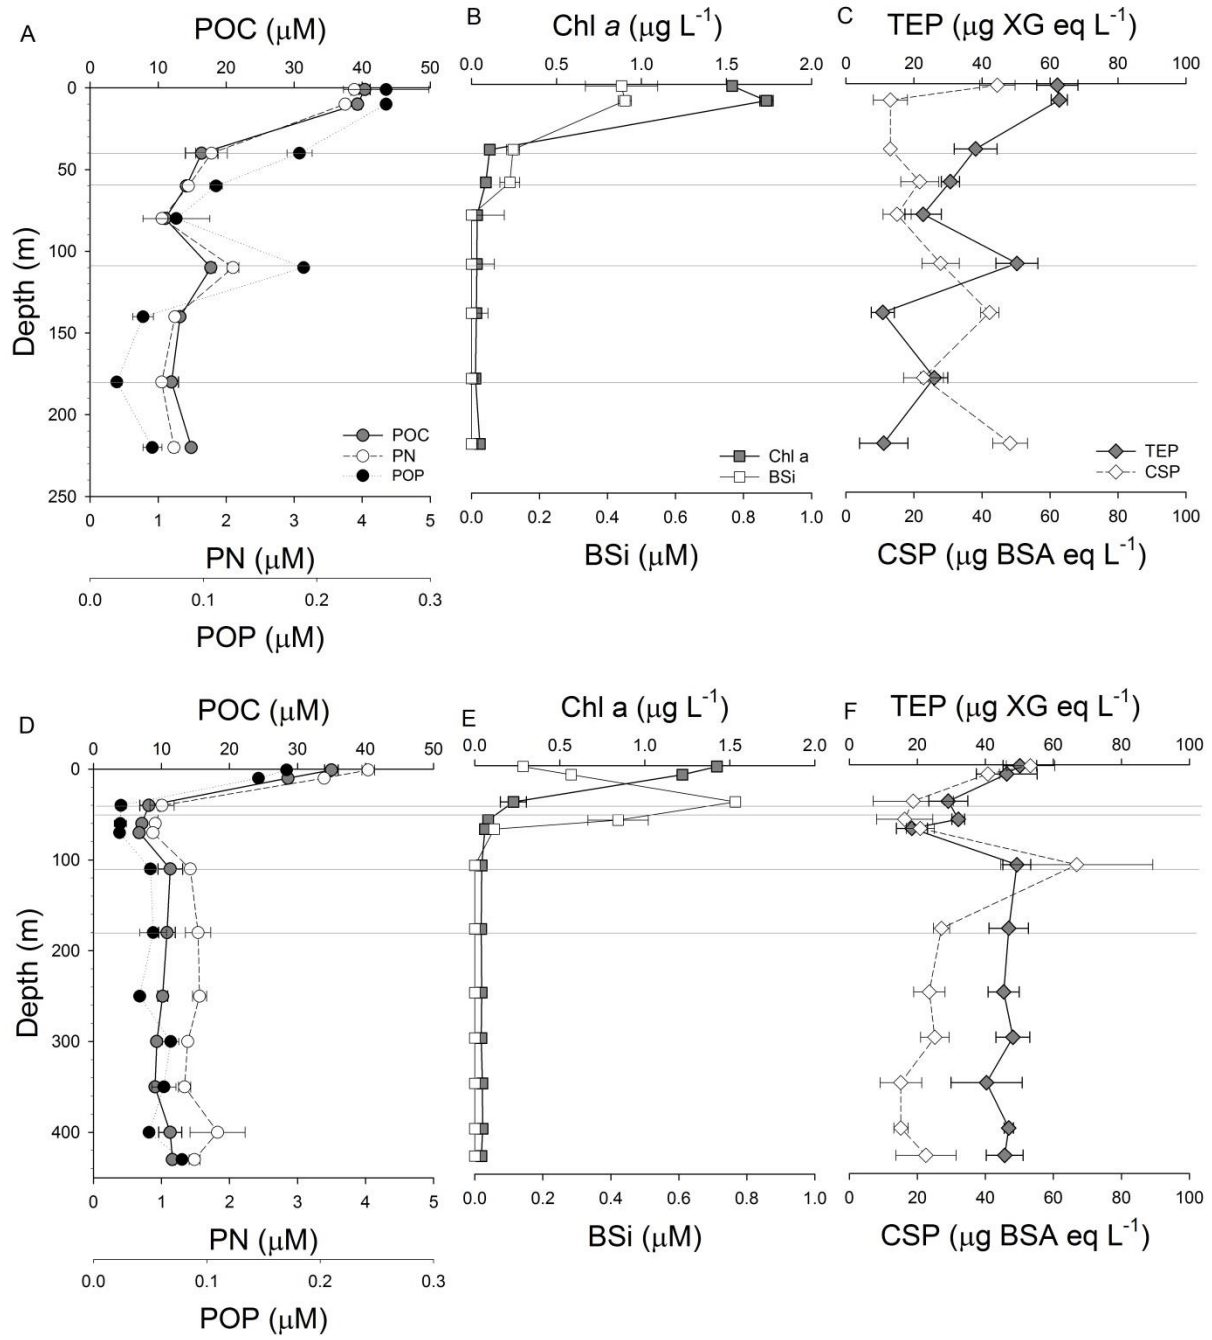 A
POC (μM)
0 10 20 30 40 50
0
50
100
150
200
250
Depth (m)
POC
PN
POP
0 1 2 3 4 5
PN (μM)
0.0 0.1 0.2 0.3
POP (μM)
B
Chl a (μg L-1)
0.0 0.5 1.0 1.5 2.0
Chl a
BSi
0.0 0.2 0.4 0.6 0.8 1.0
BSi (μM)
C
TEP (μg XG eq L-1)
0 20 40 60 80 100
TEP
CSP
0 20 40 60 80 100
CSP (μg BSA eq L-1)
D
POC (μM)
0 10 20 30 40 50
0
100
200
300
400
Depth (m)
0 1 2 3 4 5
PN (μM)
0.0 0.1 0.2 0.3
POP (μM)
E
Chl a (μg L-1)
0.0 0.5 1.0 1.5 2.0
0.0 0.2 0.4 0.6 0.8 1.0
BSi (μM)
F
TEP (μg XG eq L-1)
0 20 40 60 80 100
0 20 40 60 80 100
CSP (μg BSA eq L-1)